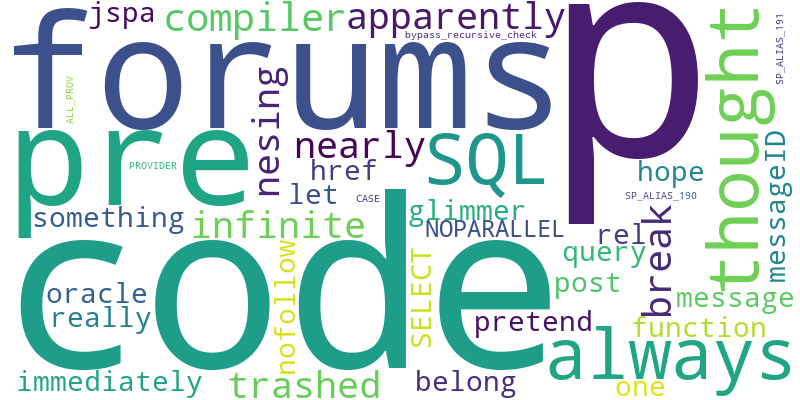 jspa
compiler
apparently
p
forums
bypass_recursive_check
SP_ALIAS_191
thought
ALL_PROV
nesing
pre
nearly
SQL
PROVIDER
href
hope
messageID
let
CASE
SP_ALIAS_190
something
infinite
glimmer
NOPARALLEL
rel
break
code
nofollow
SELECT
query
oracle
post
message
really
pretend
function
always
immediately
trashed
belong
one